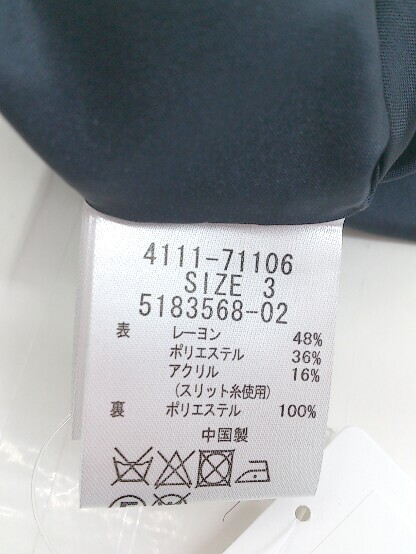 4111-71106
SIZE 3
5183568-02
表 レーヨン 48%
ポリエステル 36%
アクリル 16%
(スリット糸使用)
裏 ポリエステル 100%
中国製